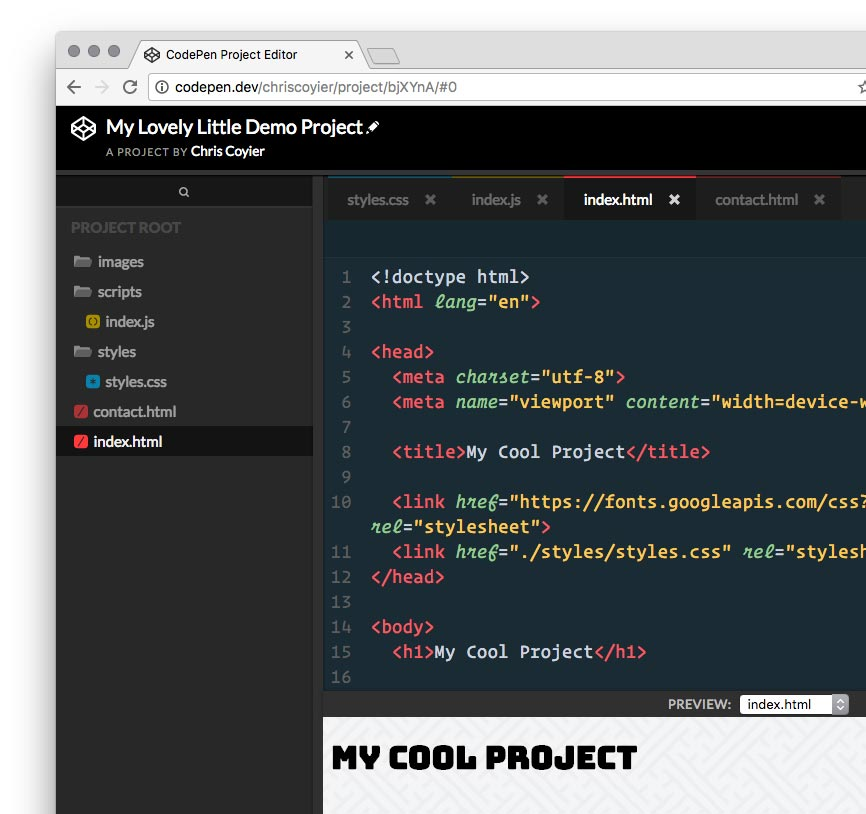 CodePen Project Editor
codepen.dev/chriscoyier/project/bjXYnA/#0
My Lovely Little Demo Project
A PROJECT BY Chris Coyier
PROJECT ROOT
images
scripts
index.js
styles
styles.css
contact.html
index.html
styles.css index.js index.html contact.html
1 <!doctype html>
2 <html lang="en">
3
4 <head>
5 <meta charset="utf-8">
6 <meta name="viewport" content="width=device-w
7
8 <title>My Cool Project</title>
9
10 <link href="https://fonts.googleapis.com/css?
rel="stylesheet">
11 <link href="./styles/styles.css" rel="stylesh
12 </head>
13
14 <body>
15 <h1>My Cool Project</h1>
16
PREVIEW: index.html
MY COOL PROJECT